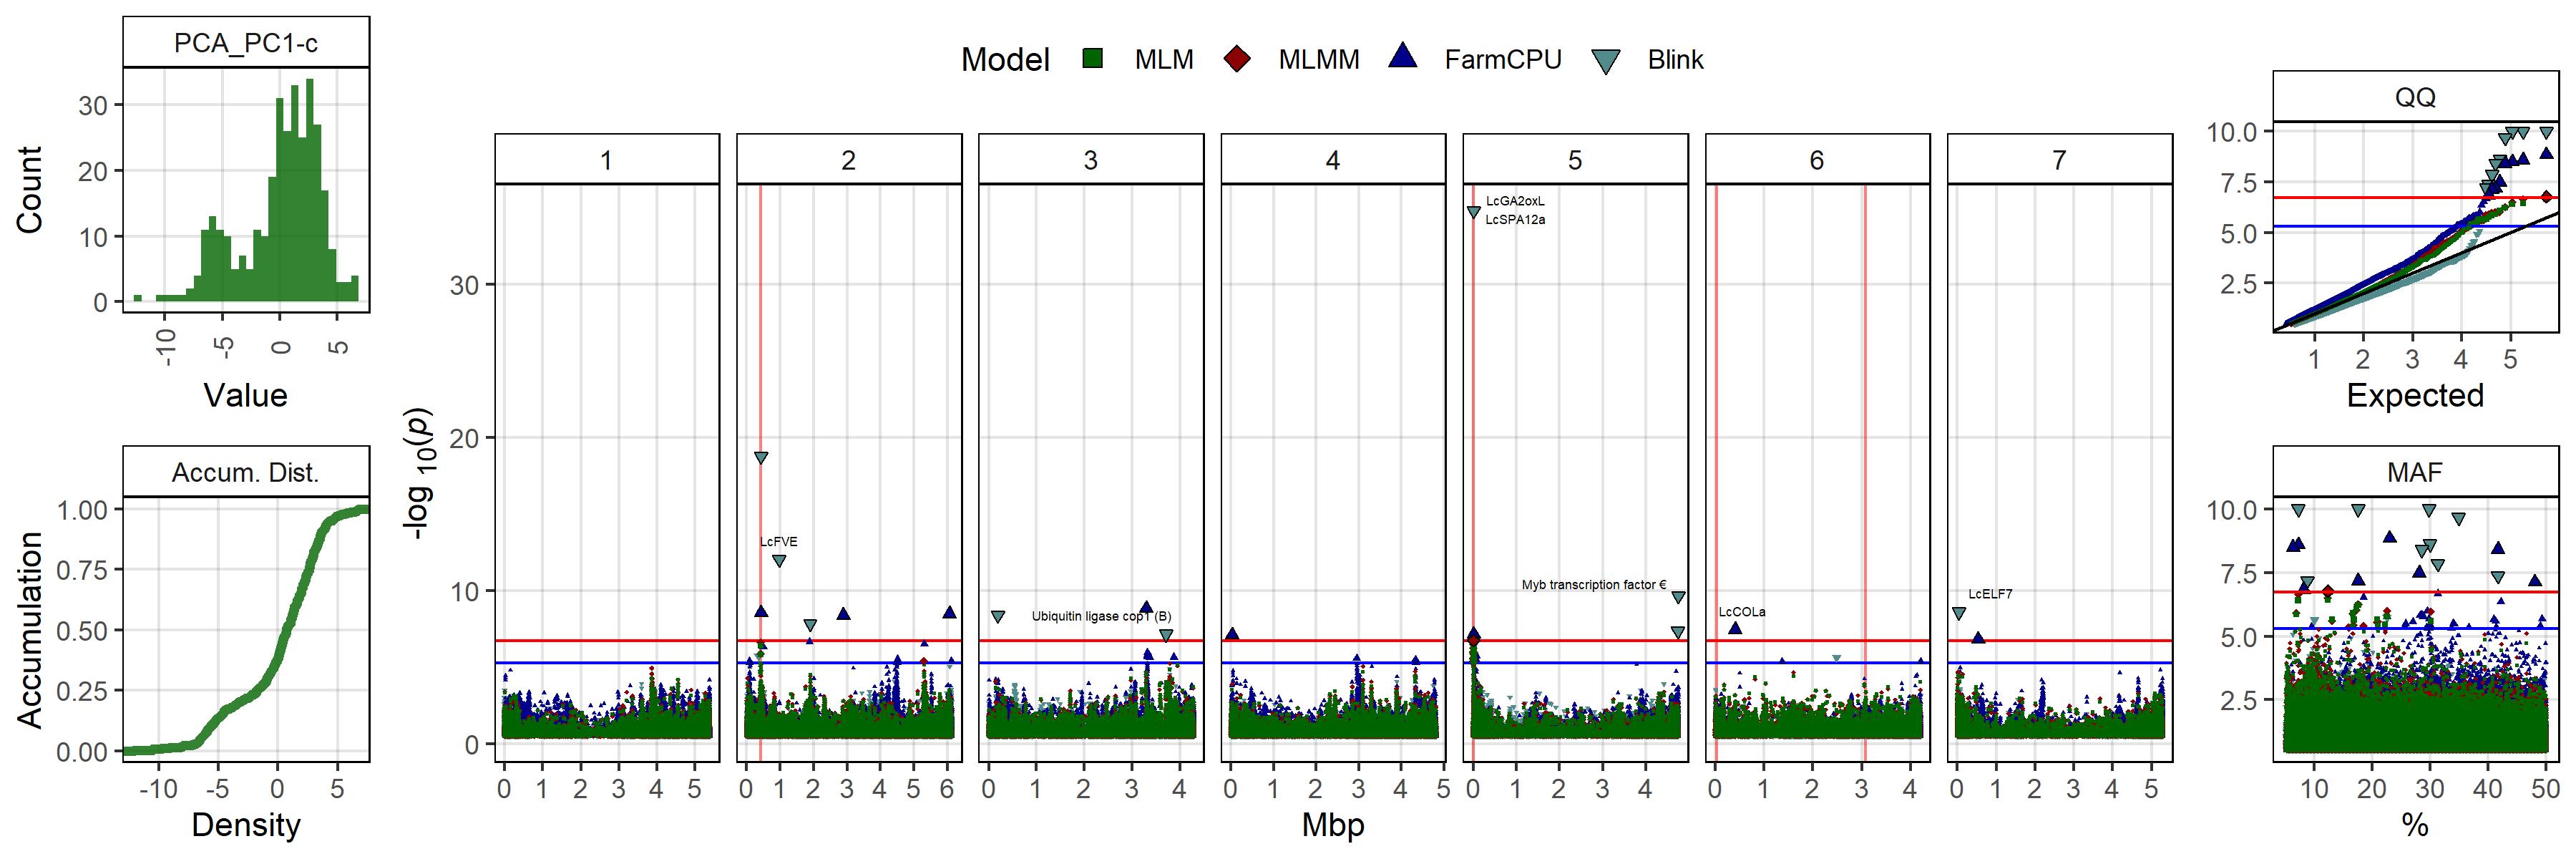 PCA_PC1-c
Count
30
20
10
0
-10
-5
0
5
Value
Accum. Dist.
Accumulation
1.00
0.75
0.50
0.25
0.00
-10
-5
0
5
Density
Model
MLM
MLMM
FarmCPU
Blink
-log 10(p)
30
20
10
0
1
2
3
4
5
6
7
LcGA2oxL
LcSPA12a
LcFVE
Ubiquitin ligase cop1 (B)
Myb transcription factor €
LcCOLa
LcELF7
0 1 2 3 4 5
0 1 2 3 4 5 6
0 1 2 3 4
0 1 2 3 4 5
0 1 2 3 4
0 1 2 3 4
0 1 2 3 4 5
Mbp
QQ
10.0
7.5
5.0
2.5
1 2 3 4 5
Expected
MAF
10.0
7.5
5.0
2.5
10 20 30 40 50
%